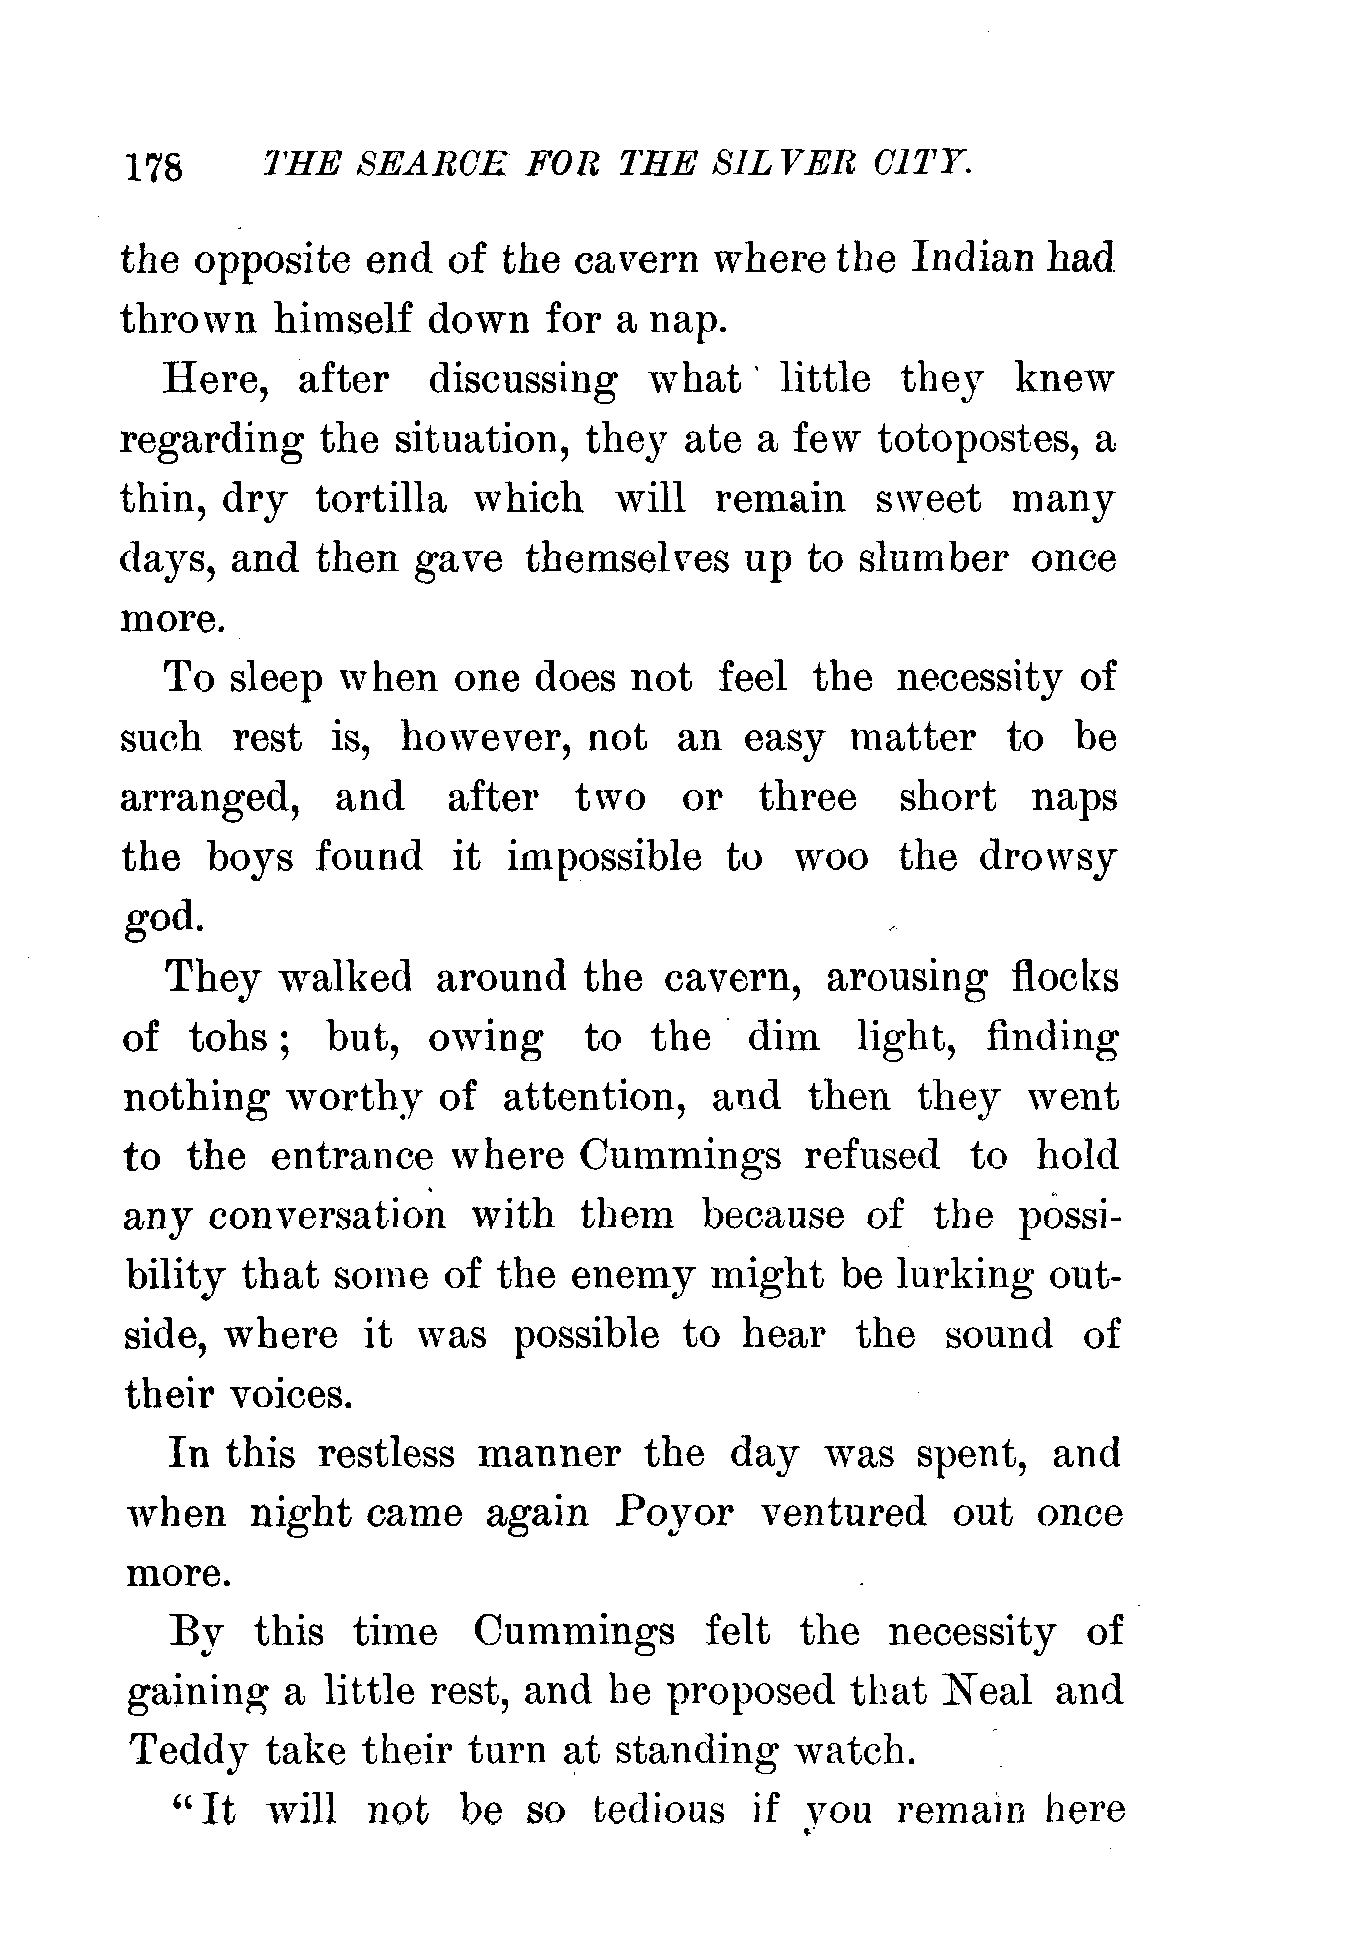 178 THE SEARCH FOR THE SILVER CITY.
the opposite end of the cavern where the Indian had
thrown himself down for a nap.
Here, after discussing what little they knew
regarding the situation, they ate a few totopostes, a
thin, dry tortilla which will remain sweet many
days, and then gave themselves up to slumber once
more.
To sleep when one does not feel the necessity of
such rest is, however, not an easy matter to be
arranged, and after two or three short naps
the boys found it impossible to woo the drowsy
god.
They walked around the cavern, arousing flocks
of tohs; but, owing to the dim light, finding
nothing worthy of attention, and then they went
to the entrance where Cummings refused to hold
any conversation with them because of the possi-
bility that some of the enemy might be lurking out-
side, where it was possible to hear the sound of
their voices.
In this restless manner the day was spent, and
when night came again Poyor ventured out once
more.
By this time Cummings felt the necessity of
gaining a little rest, and he proposed that Neal and
Teddy take their turn at standing watch.
“It will not be so tedious if you remain here